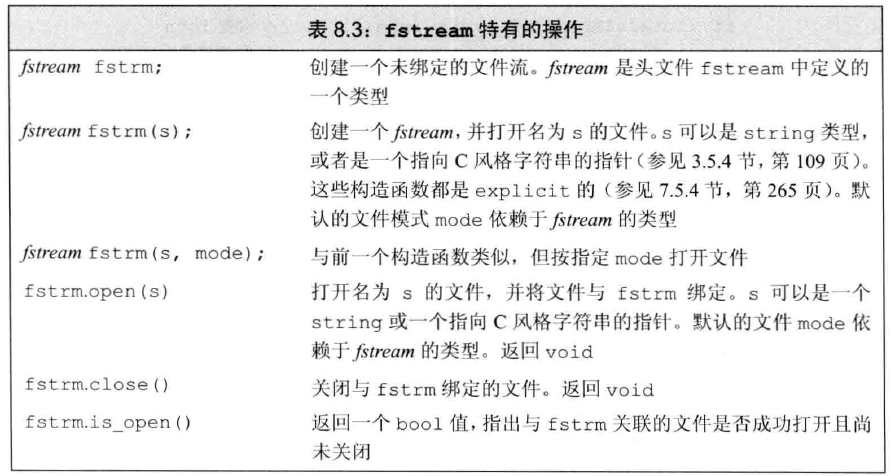 表 8.3：fstream 特有的操作
fstream fstrm; 创建一个未绑定的文件流。fstream 是头文件 fstream 中定义的
一个类型
fstream fstrm(s); 创建一个 fstream，并打开名为 s 的文件。s 可以是 string 类型，
或者是一个指向 C 风格字符串的指针（参见 3.5.4 节，第 109 页）。
这些构造函数都是 explicit 的（参见 7.5.4 节，第 265 页）。默
认的文件模式 mode 依赖于 fstream 的类型
fstream fstrm(s, mode); 与前一个构造函数类似，但按指定 mode 打开文件
fstrm.open(s) 打开名为 s 的文件，并将文件与 fstrm 绑定。s 可以是一个
string 或一个指向 C 风格字符串的指针。默认的文件 mode 依
赖于 fstream 的类型。返回 void
fstrm.close() 关闭与 fstrm 绑定的文件。返回 void
fstrm.is_open() 返回一个 bool 值，指出与 fstrm 关联的文件是否成功打开且尚
未关闭